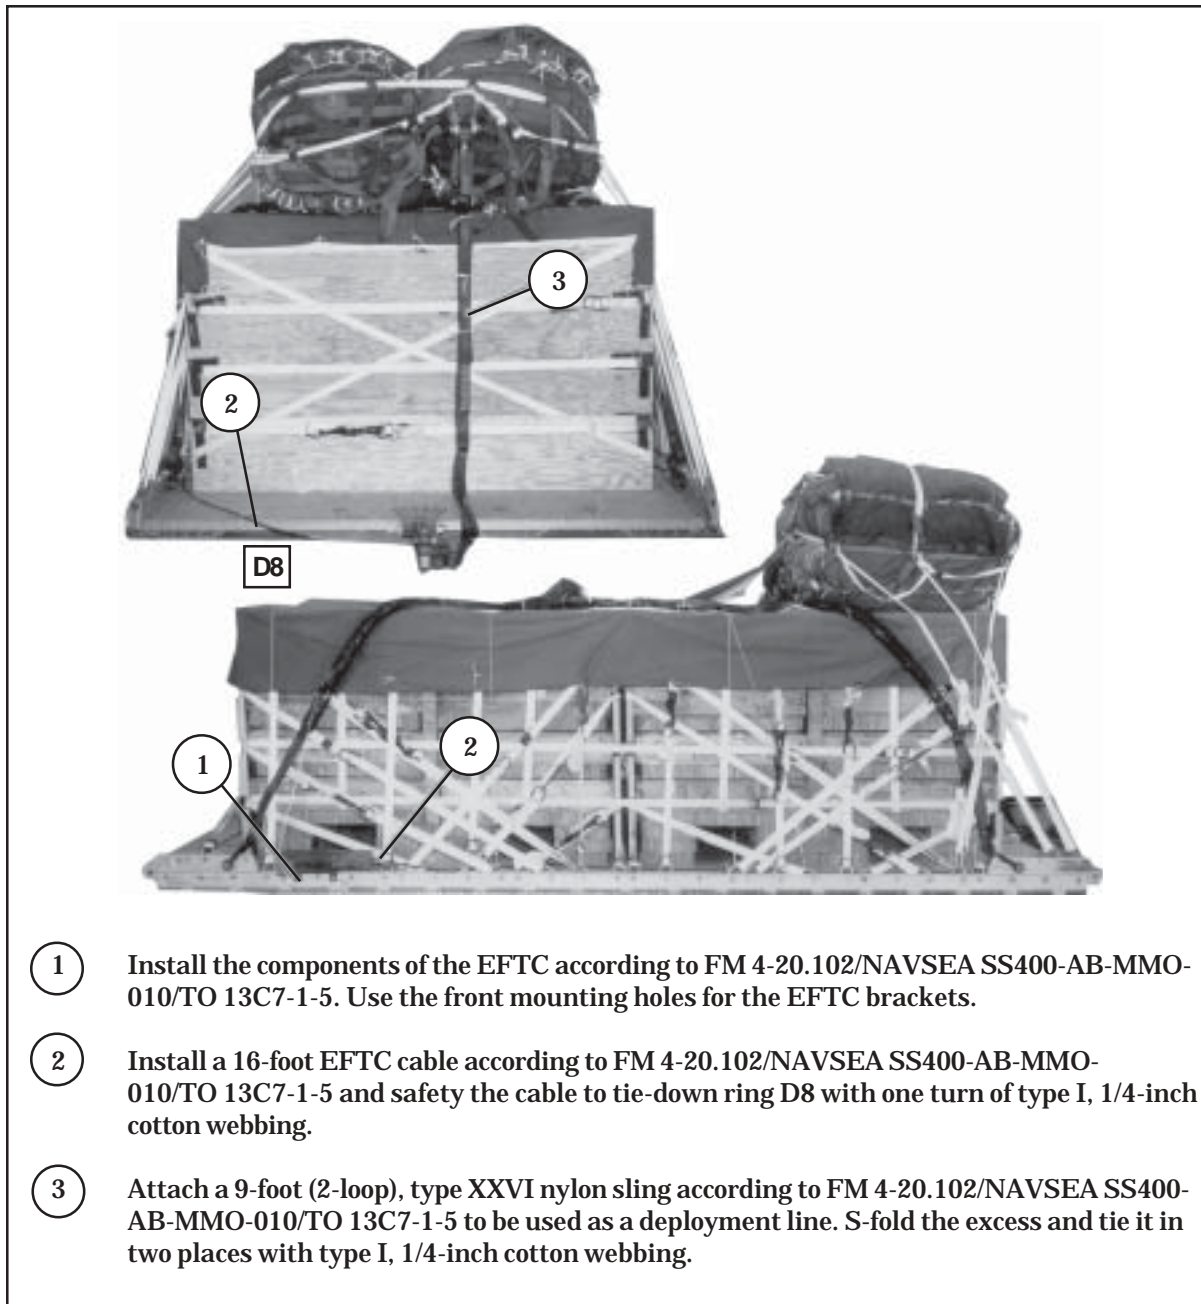 3
2
D8
2
1
1 Install the components of the EFTC according to FM 4-20.102/NAVSEA SS400-AB-MMO-
010/TO 13C7-1-5. Use the front mounting holes for the EFTC brackets.
2 Install a 16-foot EFTC cable according to FM 4-20.102/NAVSEA SS400-AB-MMO-
010/TO 13C7-1-5 and safety the cable to tie-down ring D8 with one turn of type I, 1/4-inch
cotton webbing.
3 Attach a 9-foot (2-loop), type XXVI nylon sling according to FM 4-20.102/NAVSEA SS400-
AB-MMO-010/TO 13C7-1-5 to be used as a deployment line. S-fold the excess and tie it in
two places with type I, 1/4-inch cotton webbing.